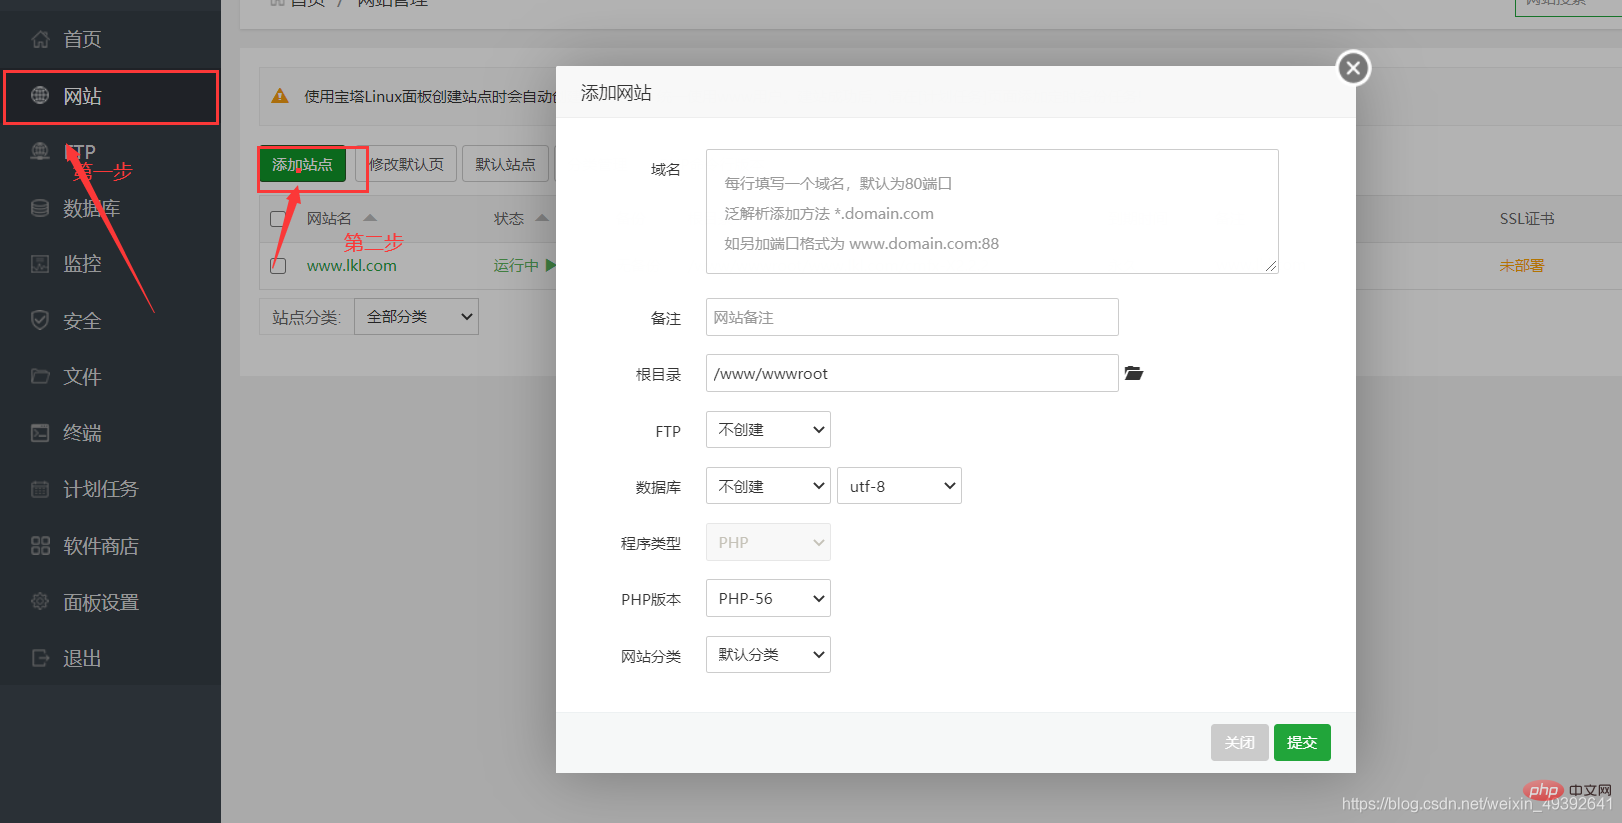 首页 / 网站管理
网站搜索
首页
网站
FTP
第一步
数据库
监控
安全
文件
终端
计划任务
软件商店
面板设置
退出
使用宝塔Linux面板创建站点时会自动
添加站点
修改默认页
默认站点
网站名
状态
SSL证书
第二步
www.lkl.com
运行中
未部署
站点分类:
全部分类
添加网站
域名
每行填写一个域名，默认为80端口
泛解析添加方法 *.domain.com
如另加端口格式为 www.domain.com:88
备注
网站备注
根目录
/www/wwwroot
FTP
不创建
数据库
不创建
utf-8
程序类型
PHP
PHP版本
PHP-56
网站分类
默认分类
关闭
提交
php 中文网
https://blog.csdn.net/weixin_49392641